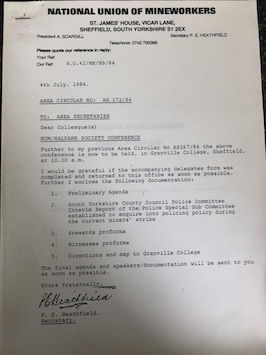 NATIONAL UNION OF MINEWORKERS
ST. JAMES' HOUSE, VICAR LANE,
SHEFFIELD, SOUTH YORKSHIRE S1 2EX
President A. SCARGILL Secretary P. E. HEATHFIELD
Telephone: 0742 700388
Please quote our reference in reply:
Your Ref:
Our Ref:
4th July, 1984.
AREA CIRCULAR NO: AS 272/84
TO: AREA SECRETARIES
Dear Colleague(s)
NUM/HALDANE SOCIETY CONFERENCE
Further to my previous Area Circular No AS267/84 the above
conference is now to be held, in Granville College, Sheffield.
at 10.30 a.m.
I would be grateful if the accompanying delegates form was
completed and returned to this office as soon as possible.
Further I enclose the following documentation:
1. Preliminary Agenda
2. South Yorkshire County Council Police Committee
Interim Report of the Police Special Sub Committee
established to enquire into policing policy during the
current miners' strike
3. Stewards proforma
4. Witnesses proforma
5. Directions and map to Granville College
The final agenda and speakers/documentation will be sent to you
as soon as possible.
Yours fraternally,
P E Heathfield
P. E. Heathfield.
Secretary.